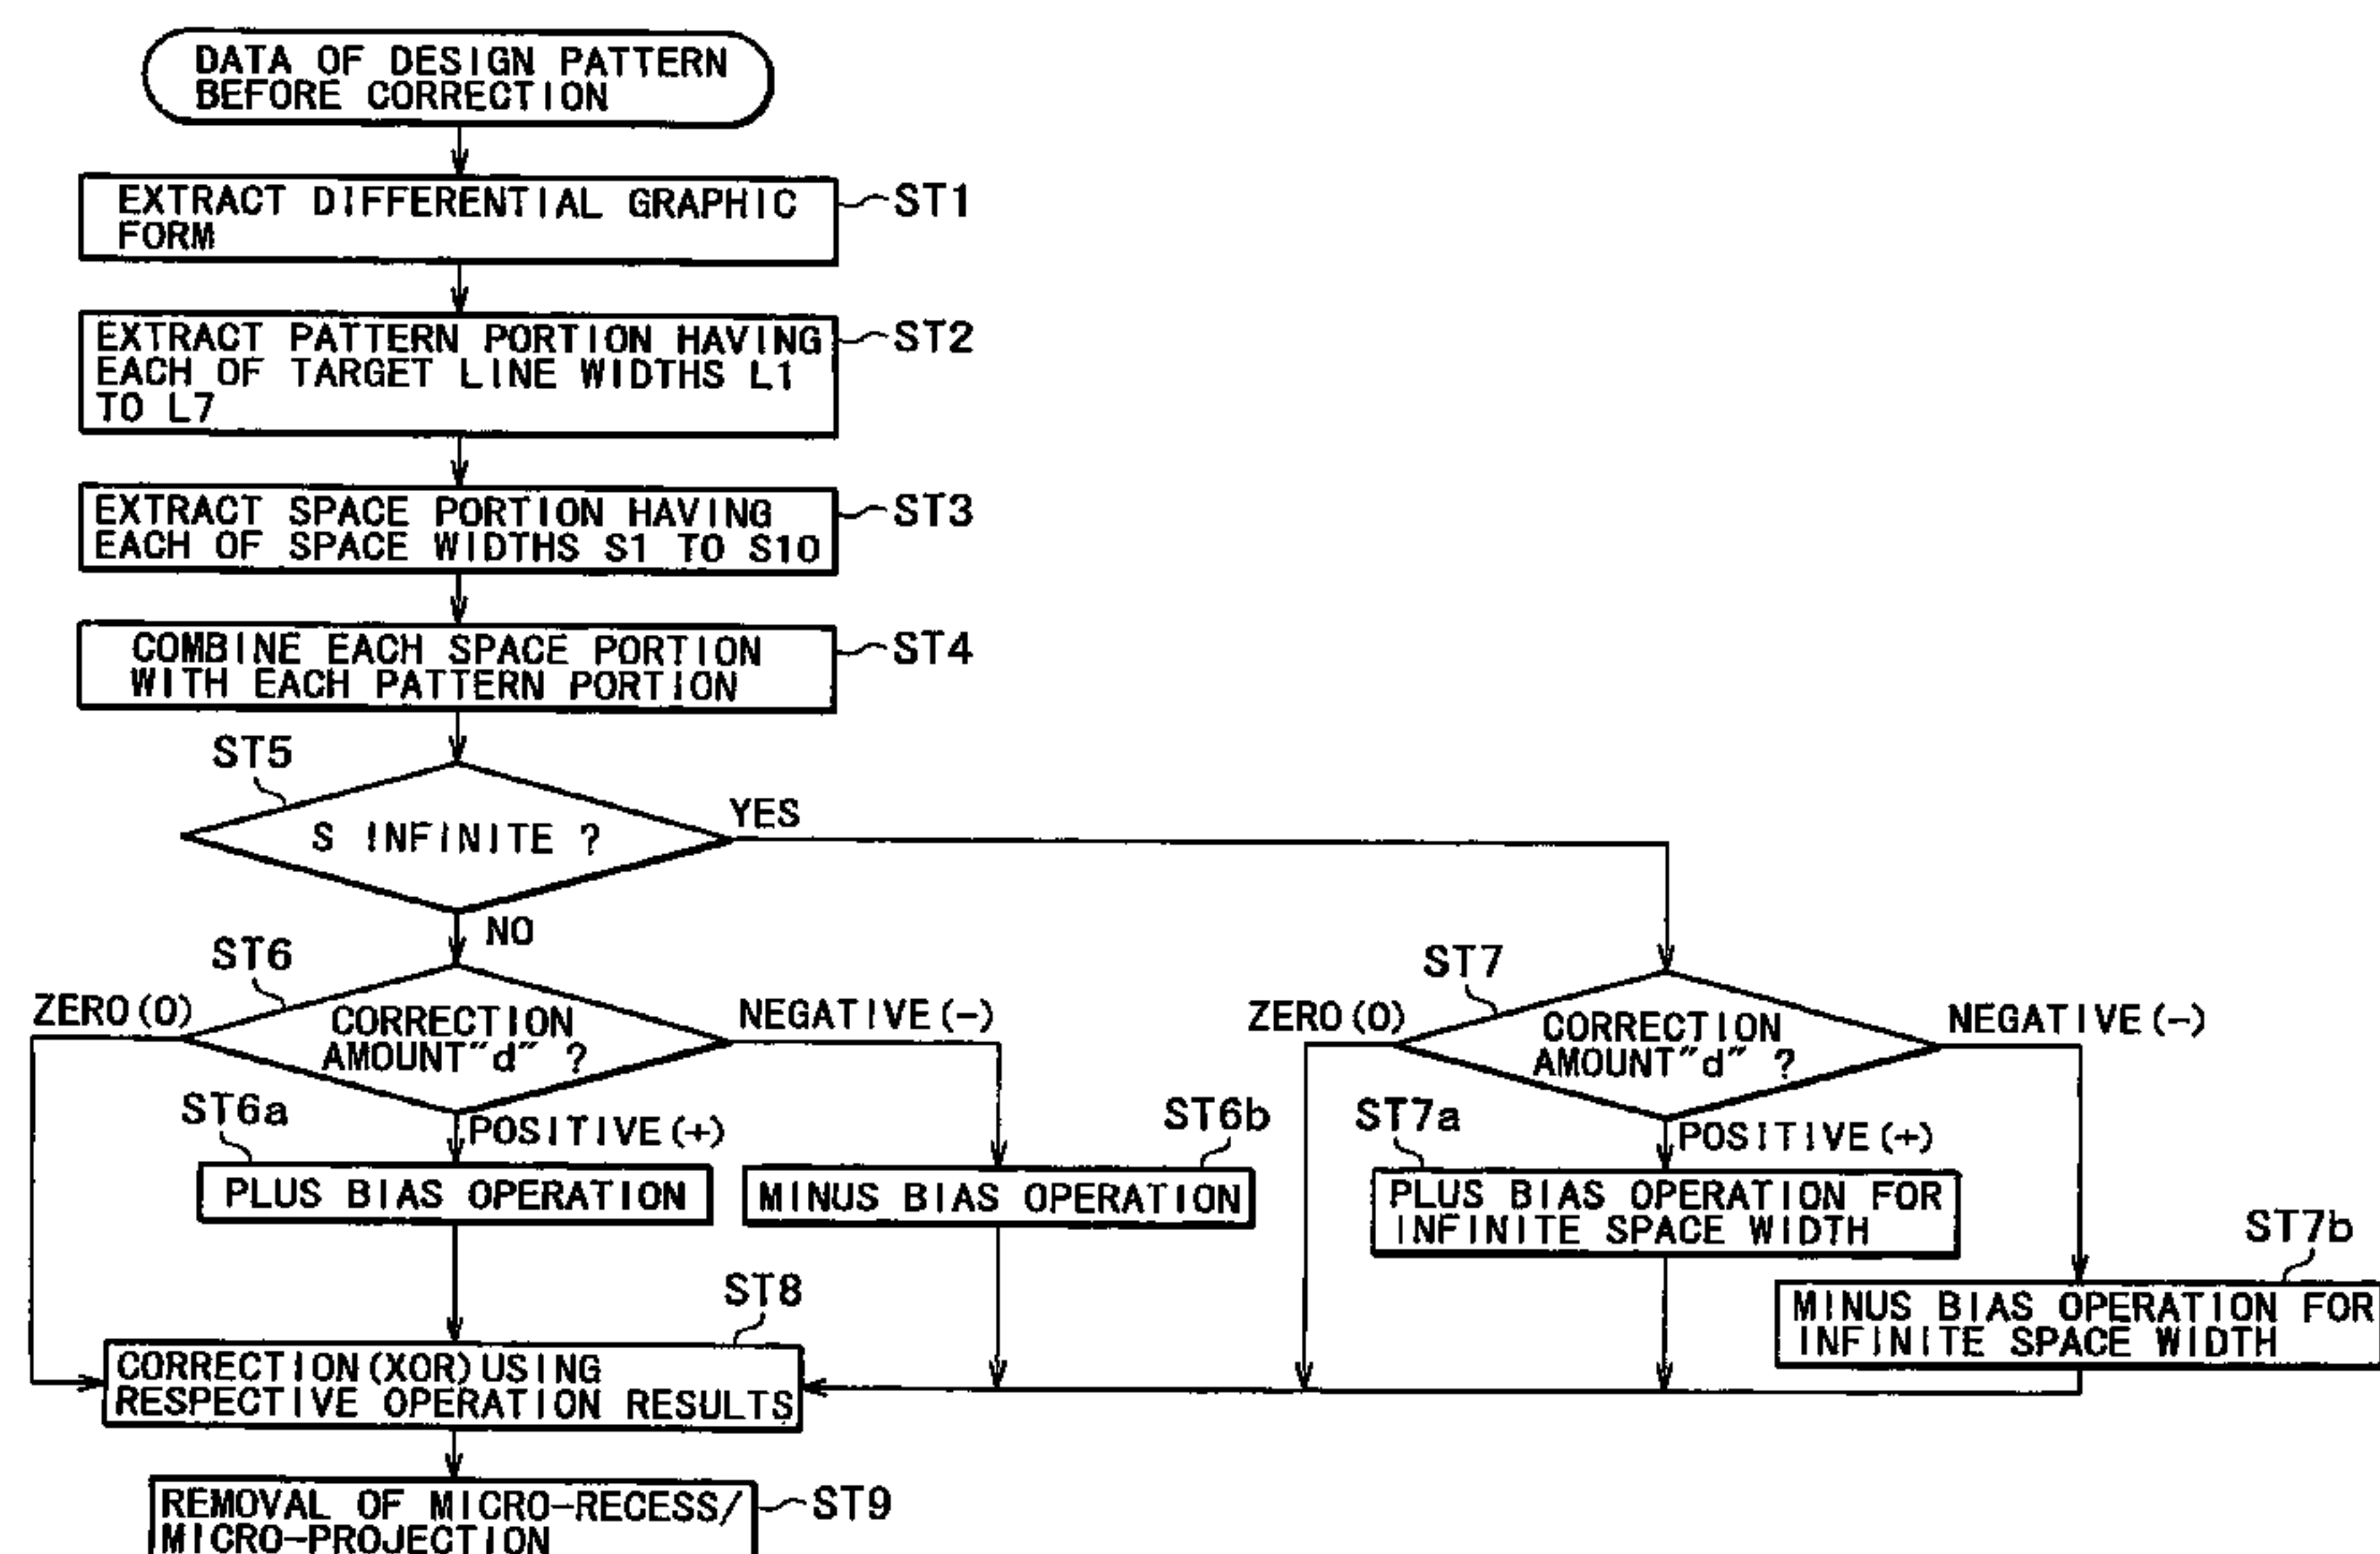 DATA OF DESIGN PATTERN
BEFORE CORRECTION
EXTRACT DIFFERENTIAL GRAPHIC
FORM
ST1
EXTRACT PATTERN PORTION HAVING
EACH OF TARGET LINE WIDTHS L1
TO L7
ST2
EXTRACT SPACE PORTION HAVING
EACH OF SPACE WIDTHS S1 TO S10
ST3
COMBINE EACH SPACE PORTION
WITH EACH PATTERN PORTION
ST4
ST5
S INFINITE ?
YES
NO
ST6
ZERO(0)
CORRECTION
AMOUNT"d" ?
NEGATIVE(-)
POSITIVE(+)
ST7
ZERO(0)
CORRECTION
AMOUNT"d" ?
NEGATIVE(-)
POSITIVE(+)
ST6a
PLUS BIAS OPERATION
ST6b
MINUS BIAS OPERATION
ST7a
PLUS BIAS OPERATION FOR
INFINITE SPACE WIDTH
ST7b
MINUS BIAS OPERATION FOR
INFINITE SPACE WIDTH
ST8
CORRECTION(XOR)USING
RESPECTIVE OPERATION RESULTS
REMOVAL OF MICRO-RECESS/
MICRO-PROJECTION
ST9